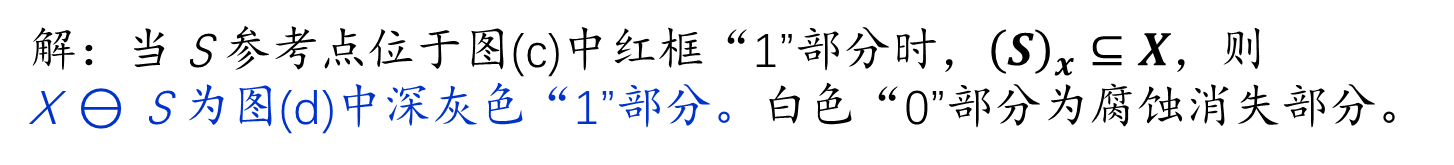 解：当 S 参考点位于图(c)中红框“1”部分时，(S)ₓ ⊆ X，则
X ⊖ S 为图(d)中深灰色“1”部分。白色“0”部分为腐蚀消失部分。